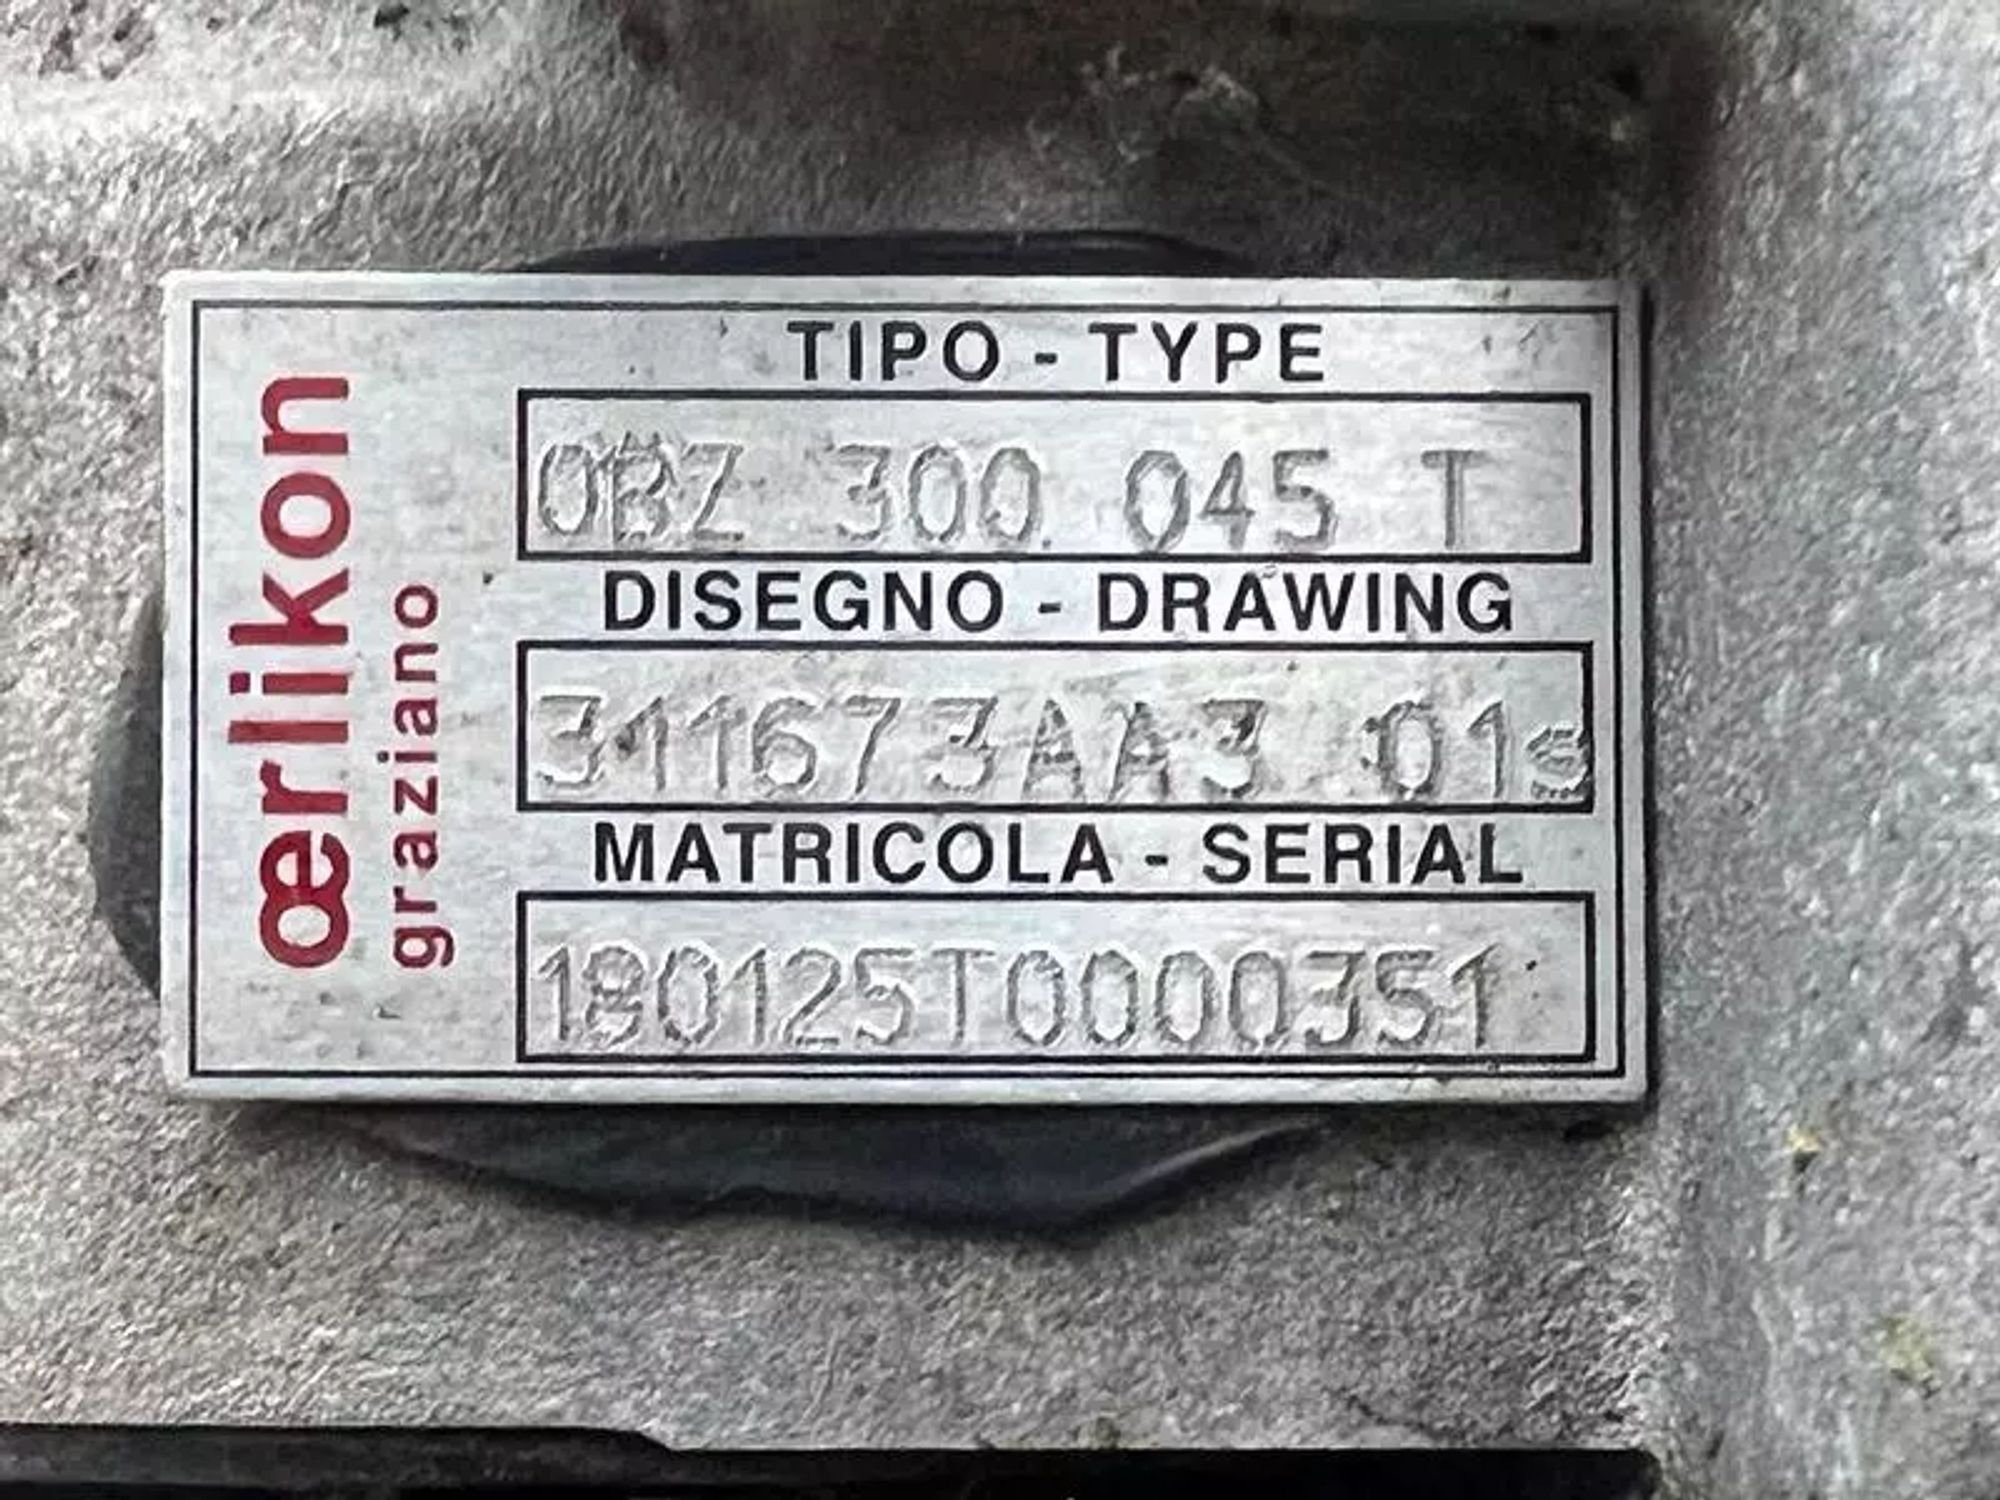 œrlikon
graziano
TIPO - TYPE
0BZ 300 045 T
DISEGNO - DRAWING
311673AA3 01S
MATRICOLA - SERIAL
180125T0000351